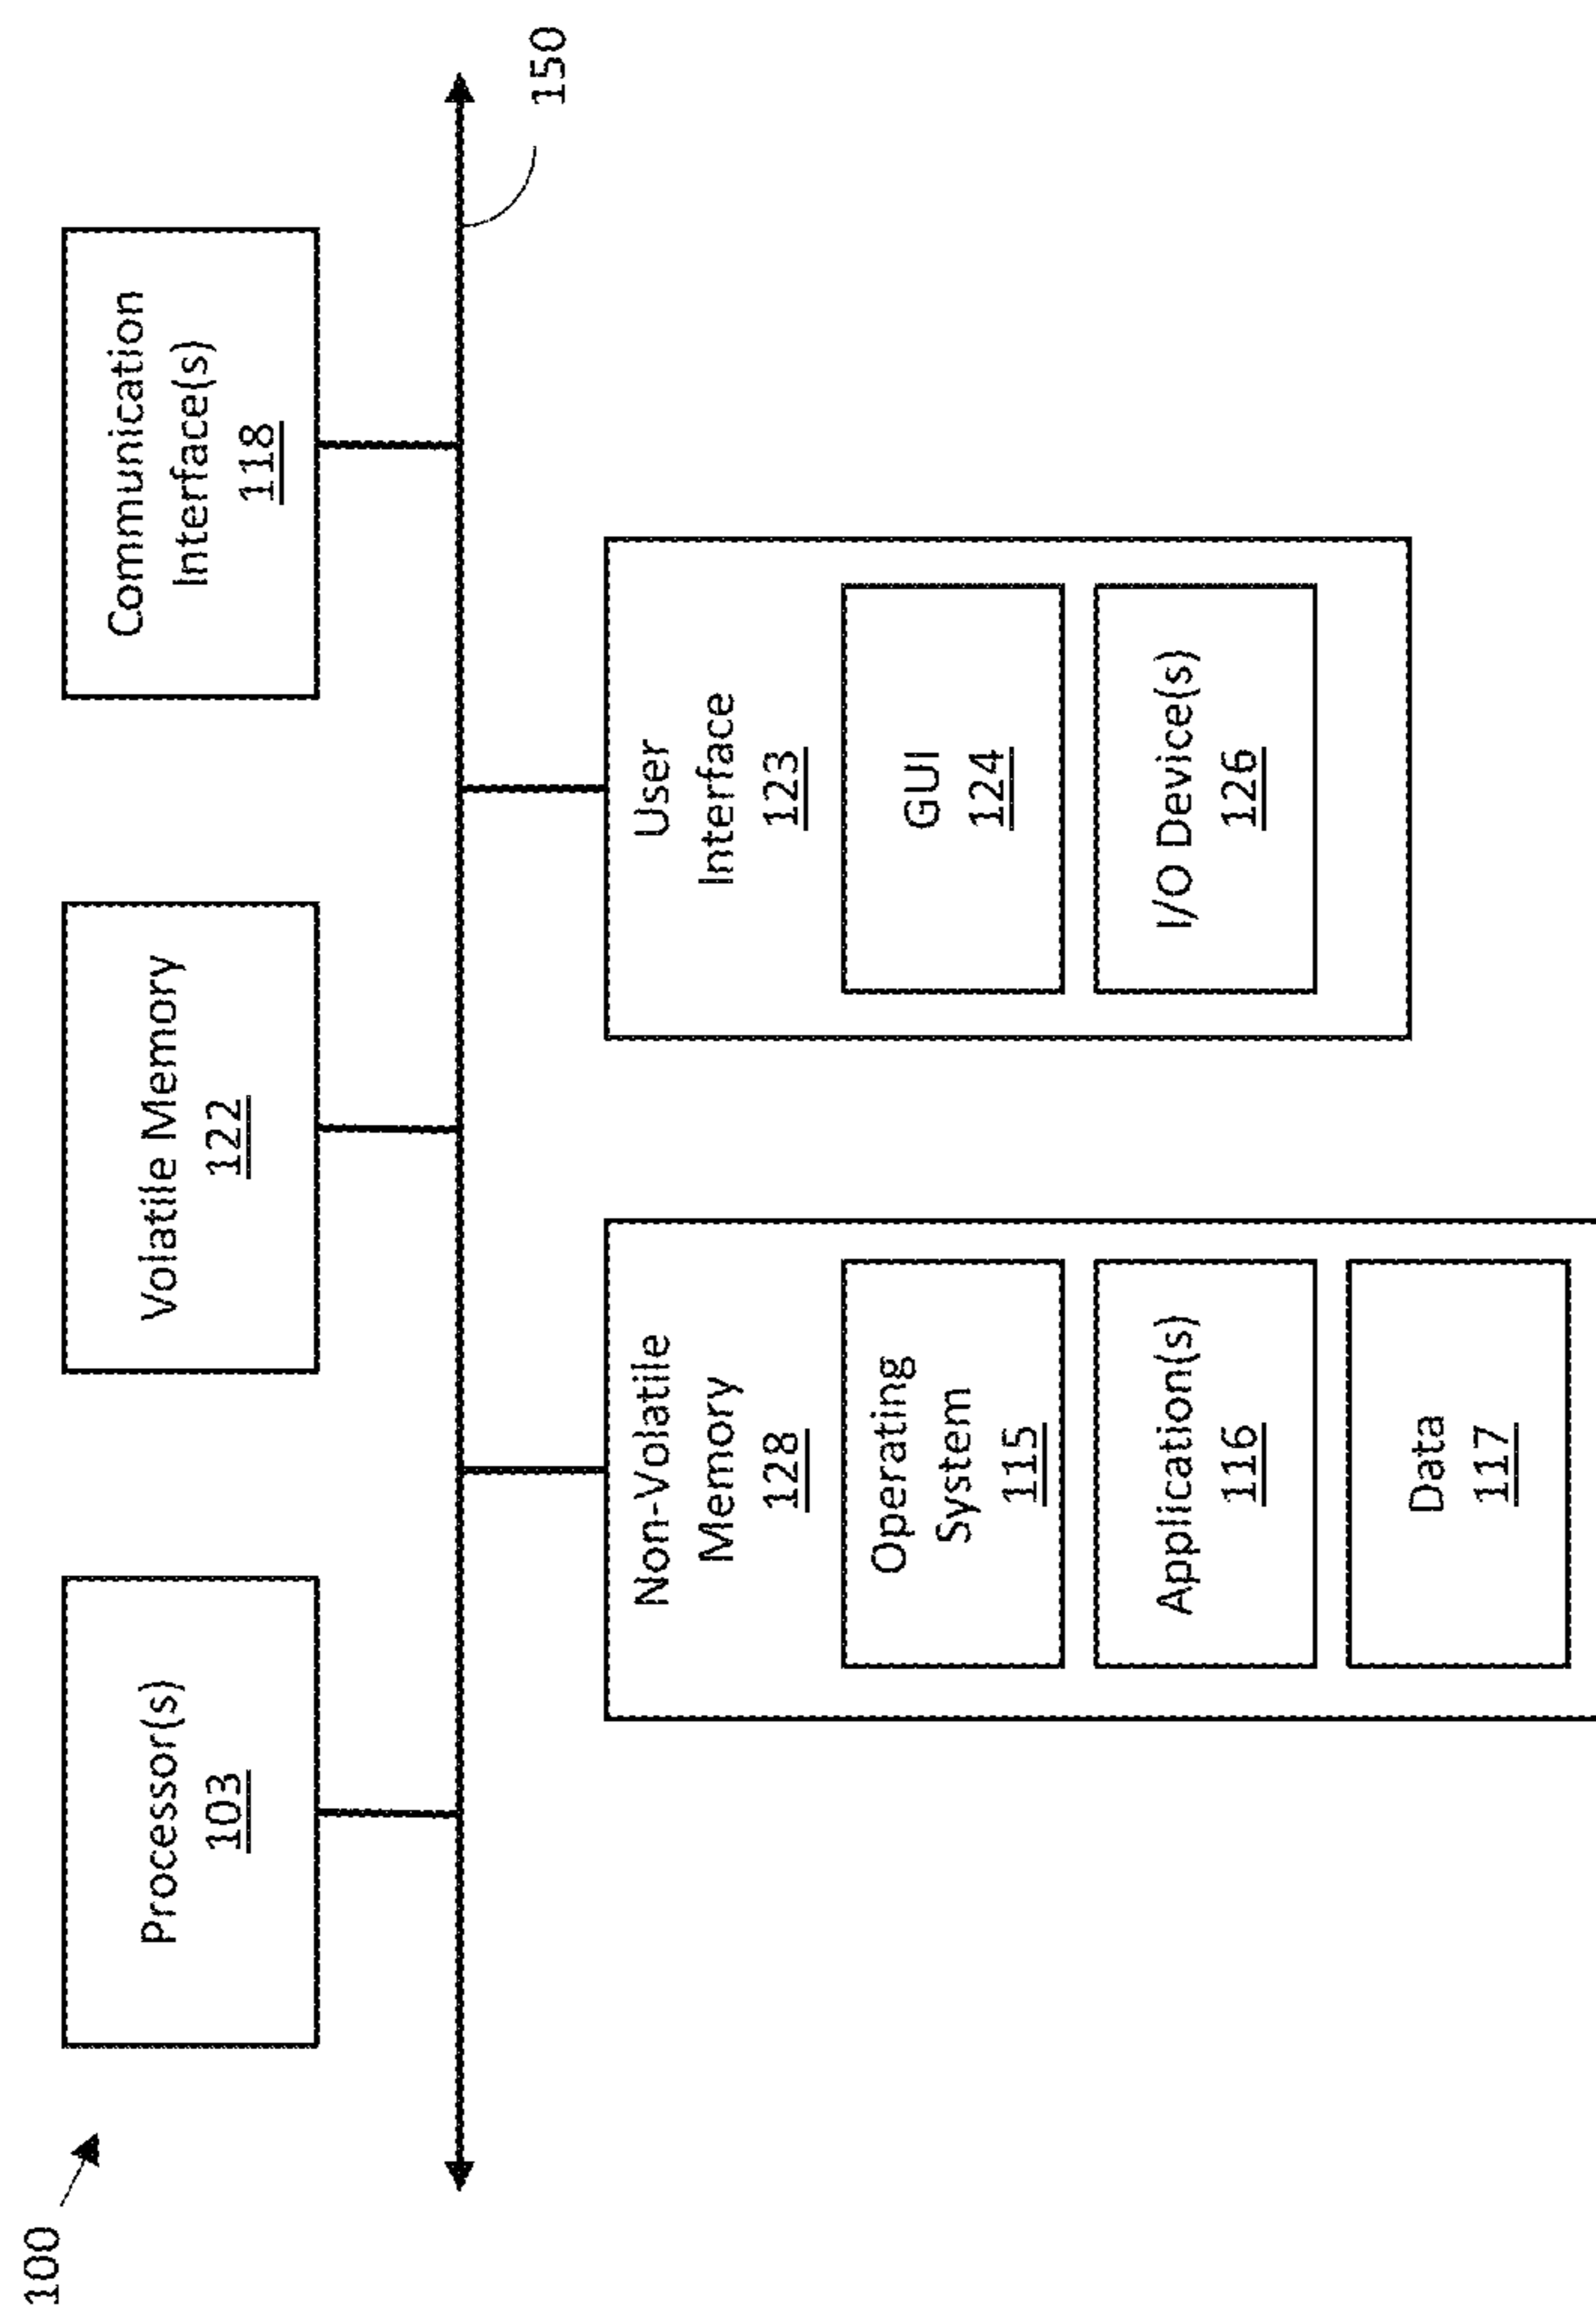 100
Processor(s)
103
Volatile Memory
122
Communication
Interface(s)
118
150
Non-Volatile
Memory
128
Operating
System
115
Application(s)
116
Data
117
User
Interface
123
GUI
124
I/O Device(s)
126